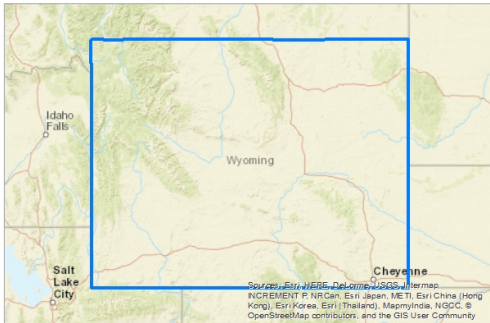 Idaho
Falls
Wyoming
Salt
Lake
City
Cheyenne
Sources: Esri, HERE, DeLorme, USGS, Intermap,
INCREMENT P, NRCan, Esri Japan, METI, Esri China (Hong
Kong), Esri Korea, Esri (Thailand), MapmyIndia, NGCC, ©
OpenStreetMap contributors, and the GIS User Community